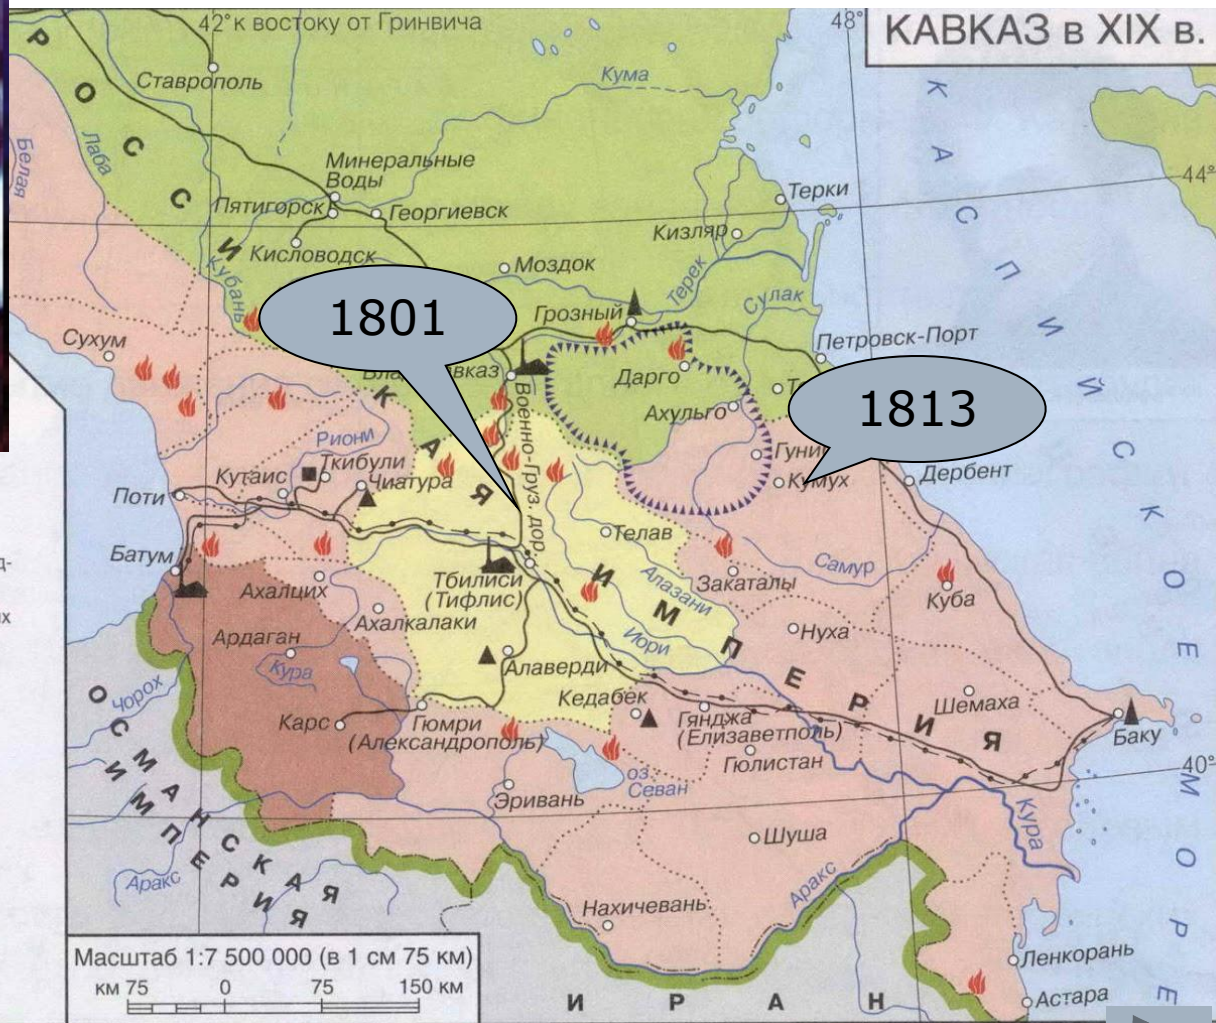 КАВКАЗ в XIX в.
42° к востоку от Гринвича
48°
44°
40°
РОССИЙСКАЯ ИМПЕРИЯ
КАСПИЙСКОЕ МОРЕ
ОСМАНСКАЯ
ИМПЕРИЯ
ИРАН
1801
1813
Ставрополь
Кума
Белая
Лаба
Минеральные
Воды
Пятигорск
Георгиевск
Кисловодск
Кубань
Моздок
Терки
Кизляр
Терек
Сулак
Грозный
Петровск-Порт
Сухум
Дарго
Ахульго
Военно-Груз. дор.
Кумух
Дербент
Риони
Ткибули
Кутаис
Чиатура
Поти
Батум
Телав
Алазани
Закаталы
Самур
Куба
Тбилиси
(Тифлис)
Ахалцих
Ахалкалаки
Ардаган
Кура
Иори
Нуха
Алаверди
Кедабек
Шемаха
Чорох
Карс
Гюмри
(Александрополь)
Гянджа
(Елизаветполь)
Гюлистан
Баку
оз.
Севан
Эривань
Кура
Шуша
Аракс
Аракс
Нахичевань
Ленкорань
Астара
Масштаб 1:7 500 000 (в 1 см 75 км)
км 75 0 75 150 км